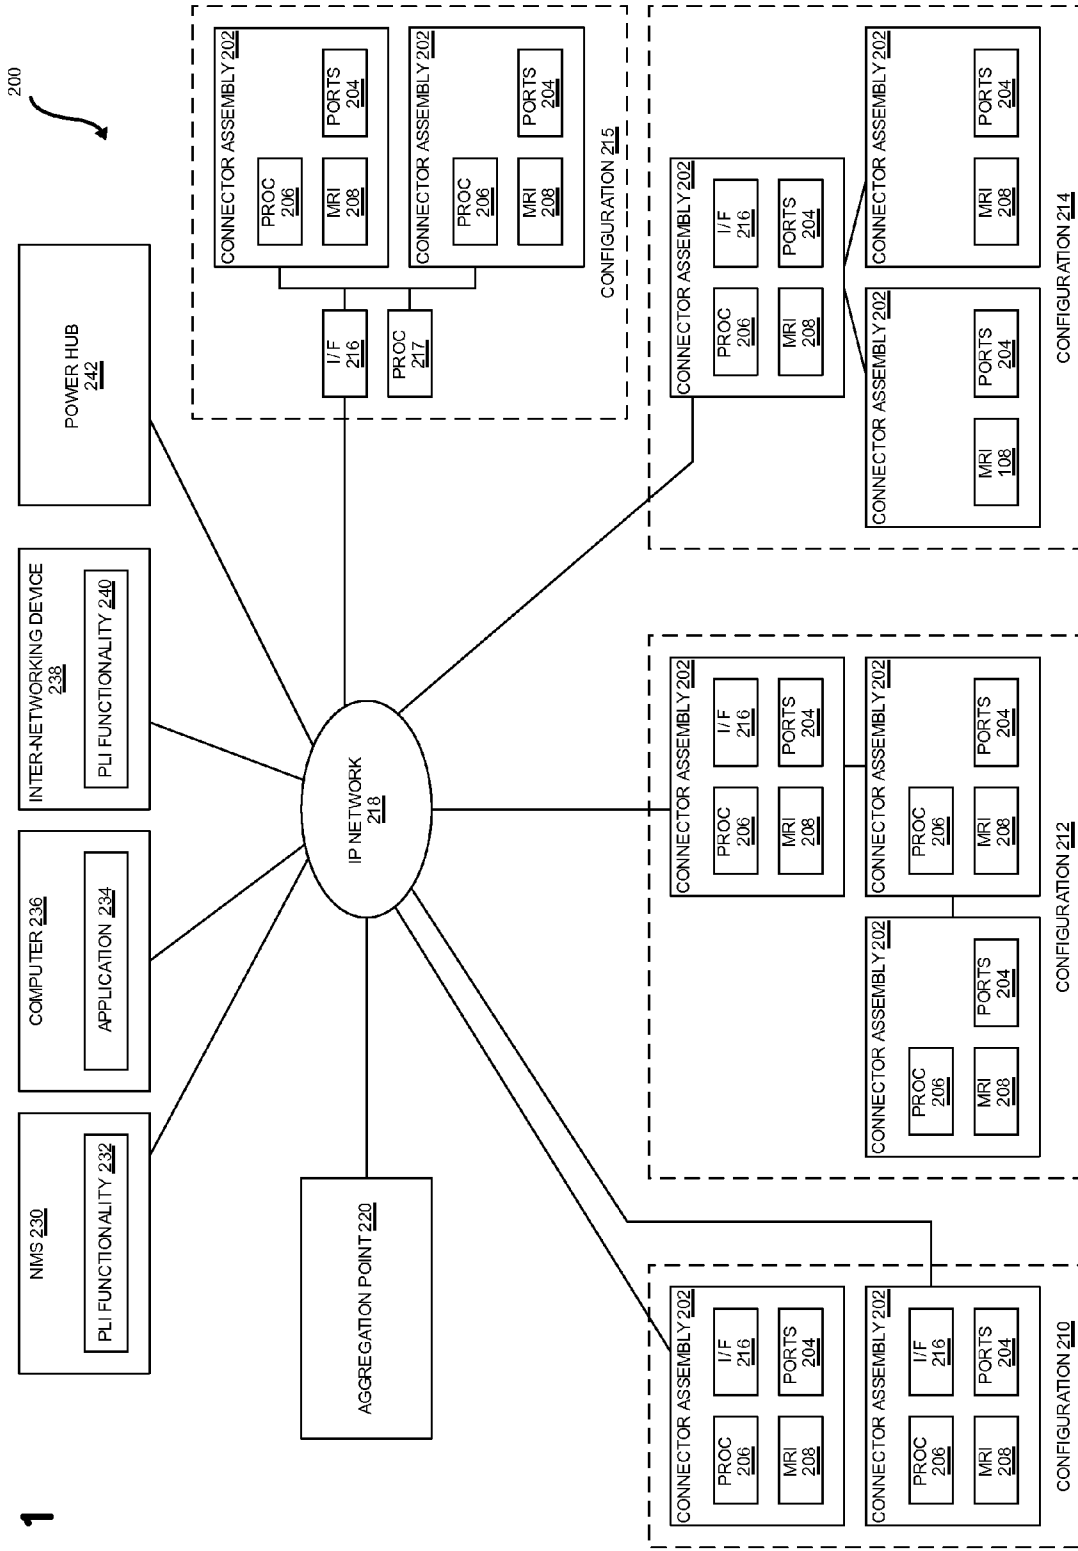 1
200
NMS 230
PLI FUNCTIONALITY 232
COMPUTER 236
APPLICATION 234
INTER-NETWORKING DEVICE
238
PLI FUNCTIONALITY 240
POWER HUB
242
AGGREGATION POINT 220
IP NETWORK
218
I/F
216
PROC
217
CONNECTOR ASSEMBLY 202
PROC
206
MRI
208
PORTS
204
CONNECTOR ASSEMBLY 202
PROC
206
MRI
208
PORTS
204
CONFIGURATION 215
CONNECTOR ASSEMBLY 202
PROC
206
I/F
216
MRI
208
PORTS
204
CONNECTOR ASSEMBLY 202
PROC
206
I/F
216
MRI
208
PORTS
204
CONFIGURATION 210
CONNECTOR ASSEMBLY 202
PROC
206
I/F
216
MRI
208
PORTS
204
CONNECTOR ASSEMBLY 202
PROC
206
MRI
208
PORTS
204
CONNECTOR ASSEMBLY 202
PROC
206
MRI
208
PORTS
204
CONFIGURATION 212
CONNECTOR ASSEMBLY 202
PROC
206
I/F
216
MRI
208
PORTS
204
CONNECTOR ASSEMBLY 202
MRI
108
PORTS
204
CONNECTOR ASSEMBLY 202
MRI
208
PORTS
204
CONFIGURATION 214